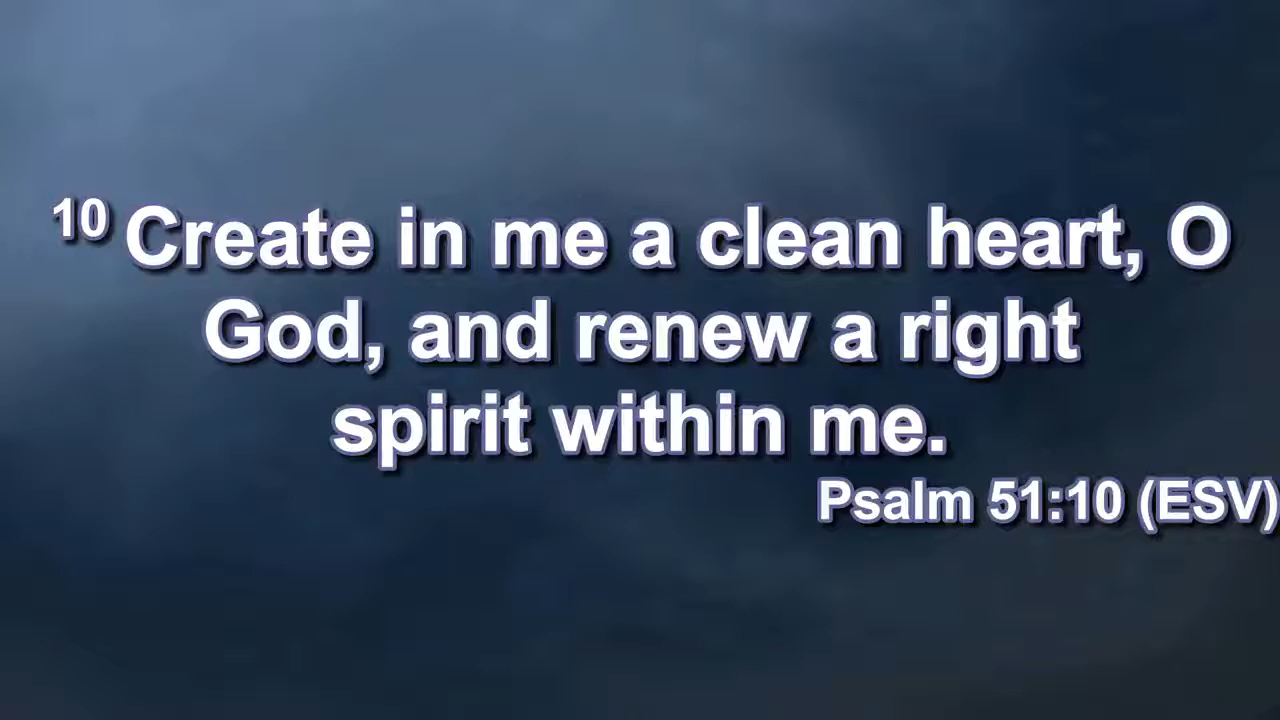 10 Create in me a clean heart, O
God, and renew a right
spirit within me.
Psalm 51:10 (ESV)